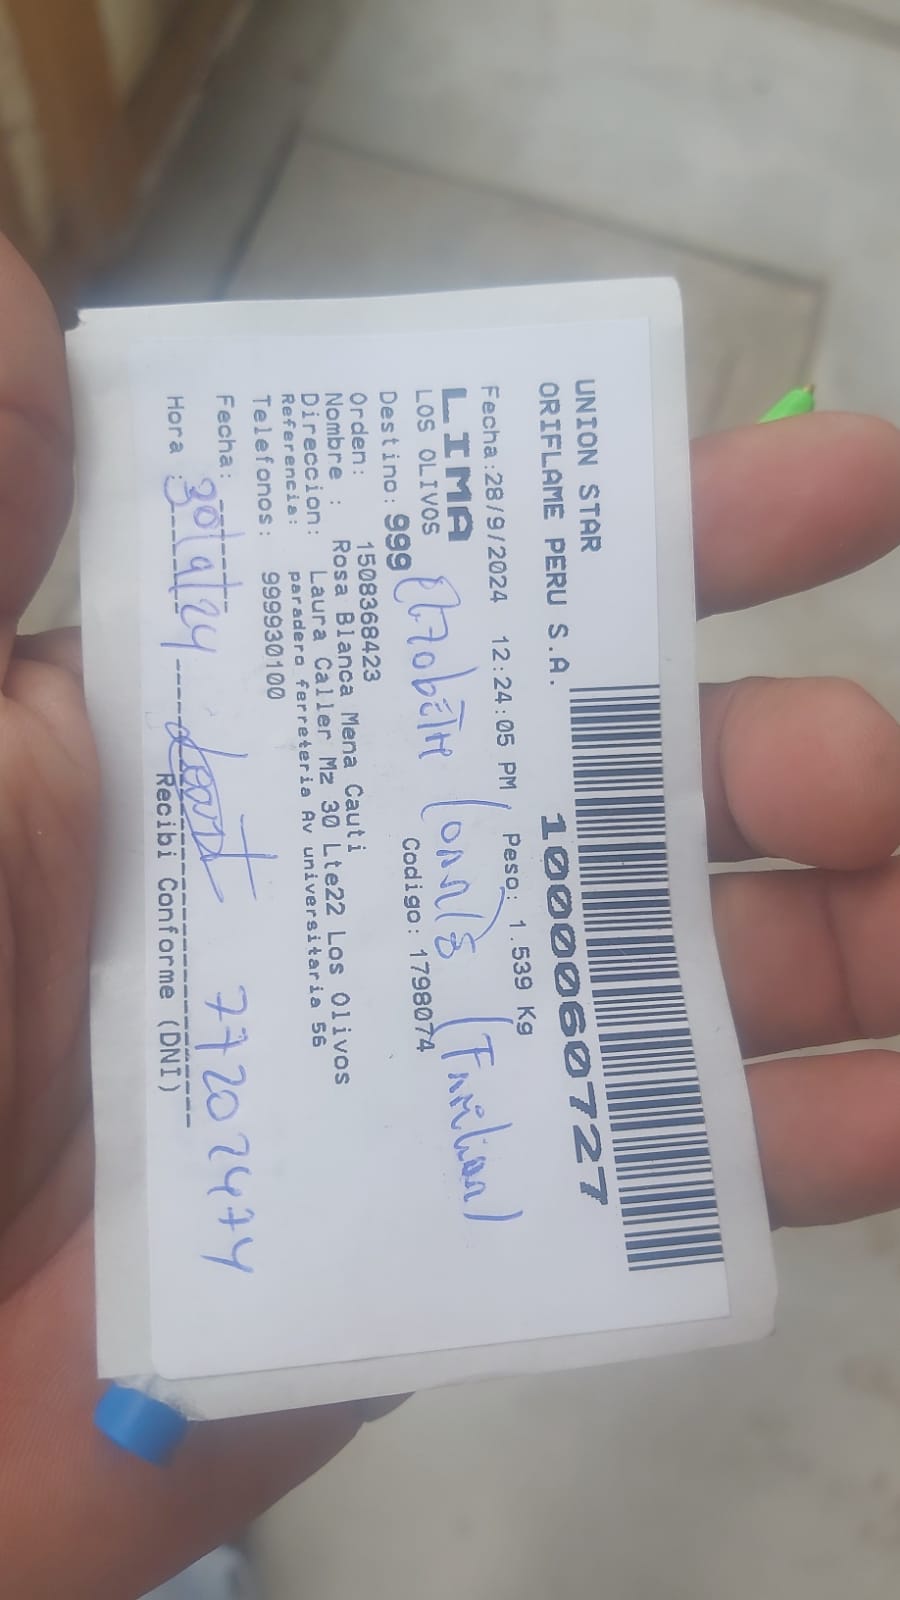 UNION STAR
ORIFLAME PERU S.A.
10000060727
Fecha:28/9/2024 12:24:05 PM Peso: 1.539 Kg
LIMA
LOS OLIVOS
(Familiar)
Destino: 999 Codigo: 1798074
Orden: 1508368423
Nombre : Rosa Blanca Mena Cauti
Direccion: Laura Caller Mz 30 Lte22 Los Olivos
Referencia: paradero ferreteria Av universitaria 56
Telefonos: 999930100
Fecha: 77202474
Hora : 30/9/24 Recibi Conforme (DNI)